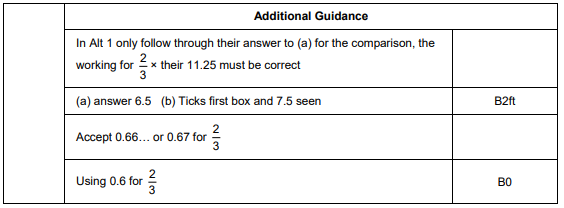 Additional Guidance
In Alt 1 only follow through their answer to (a) for the comparison, the
working for 2/3 × their 11.25 must be correct
(a) answer 6.5 (b) Ticks first box and 7.5 seen B2ft
Accept 0.66… or 0.67 for 2/3
Using 0.6 for 2/3 B0